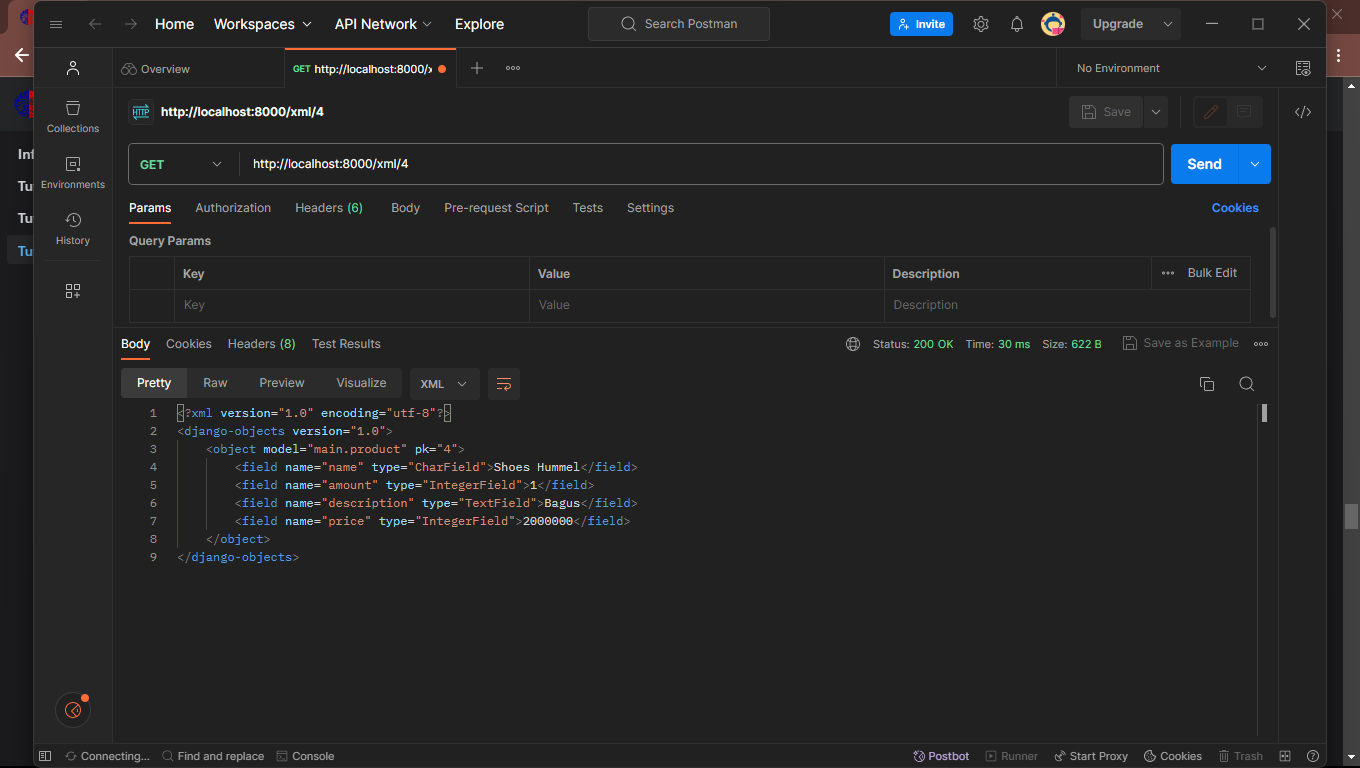 Home Workspaces API Network Explore Search Postman Invite Upgrade
Overview GET http://localhost:8000/x No Environment
HTTP http://localhost:8000/xml/4 Save
Collections
GET http://localhost:8000/xml/4 Send
Environments
Params Authorization Headers (6) Body Pre-request Script Tests Settings Cookies
History
Query Params
Key Value Description Bulk Edit
Key Value Description
Body Cookies Headers (8) Test Results Status: 200 OK Time: 30 ms Size: 622 B Save as Example
Pretty Raw Preview Visualize XML
1 <?xml version="1.0" encoding="utf-8"?>
2 <django-objects version="1.0">
3 <object model="main.product" pk="4">
4 <field name="name" type="CharField">Shoes Hummel</field>
5 <field name="amount" type="IntegerField">1</field>
6 <field name="description" type="TextField">Bagus</field>
7 <field name="price" type="IntegerField">2000000</field>
8 </object>
9 </django-objects>
Connecting... Find and replace Console Postbot Runner Start Proxy Cookies Trash